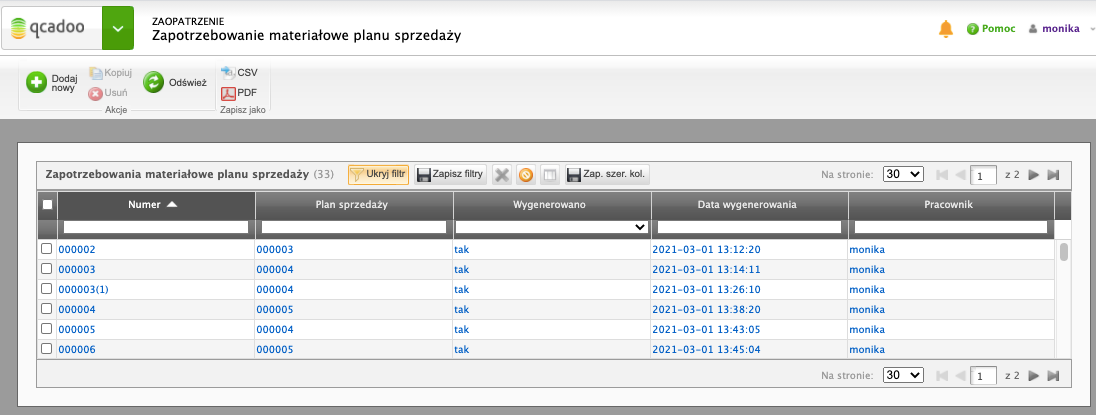 qcadoo
ZAOPATRZENIE
Zapotrzebowanie materiałowe planu sprzedaży
Pomoc
monika
Dodaj nowy
Kopiuj
Usuń
Odśwież
Akcje
CSV
PDF
Zapisz jako
Zapotrzebowania materiałowe planu sprzedaży (33) Ukryj filtr Zapisz filtry Zap. szer. kol. Na stronie: 30 1 z 2
Numer Plan sprzedaży Wygenerowano Data wygenerowania Pracownik
000002 000003 tak 2021-03-01 13:12:20 monika
000003 000004 tak 2021-03-01 13:14:11 monika
000003(1) 000004 tak 2021-03-01 13:26:10 monika
000004 000005 tak 2021-03-01 13:38:20 monika
000005 000004 tak 2021-03-01 13:43:05 monika
000006 000005 tak 2021-03-01 13:45:04 monika
Na stronie: 30 1 z 2